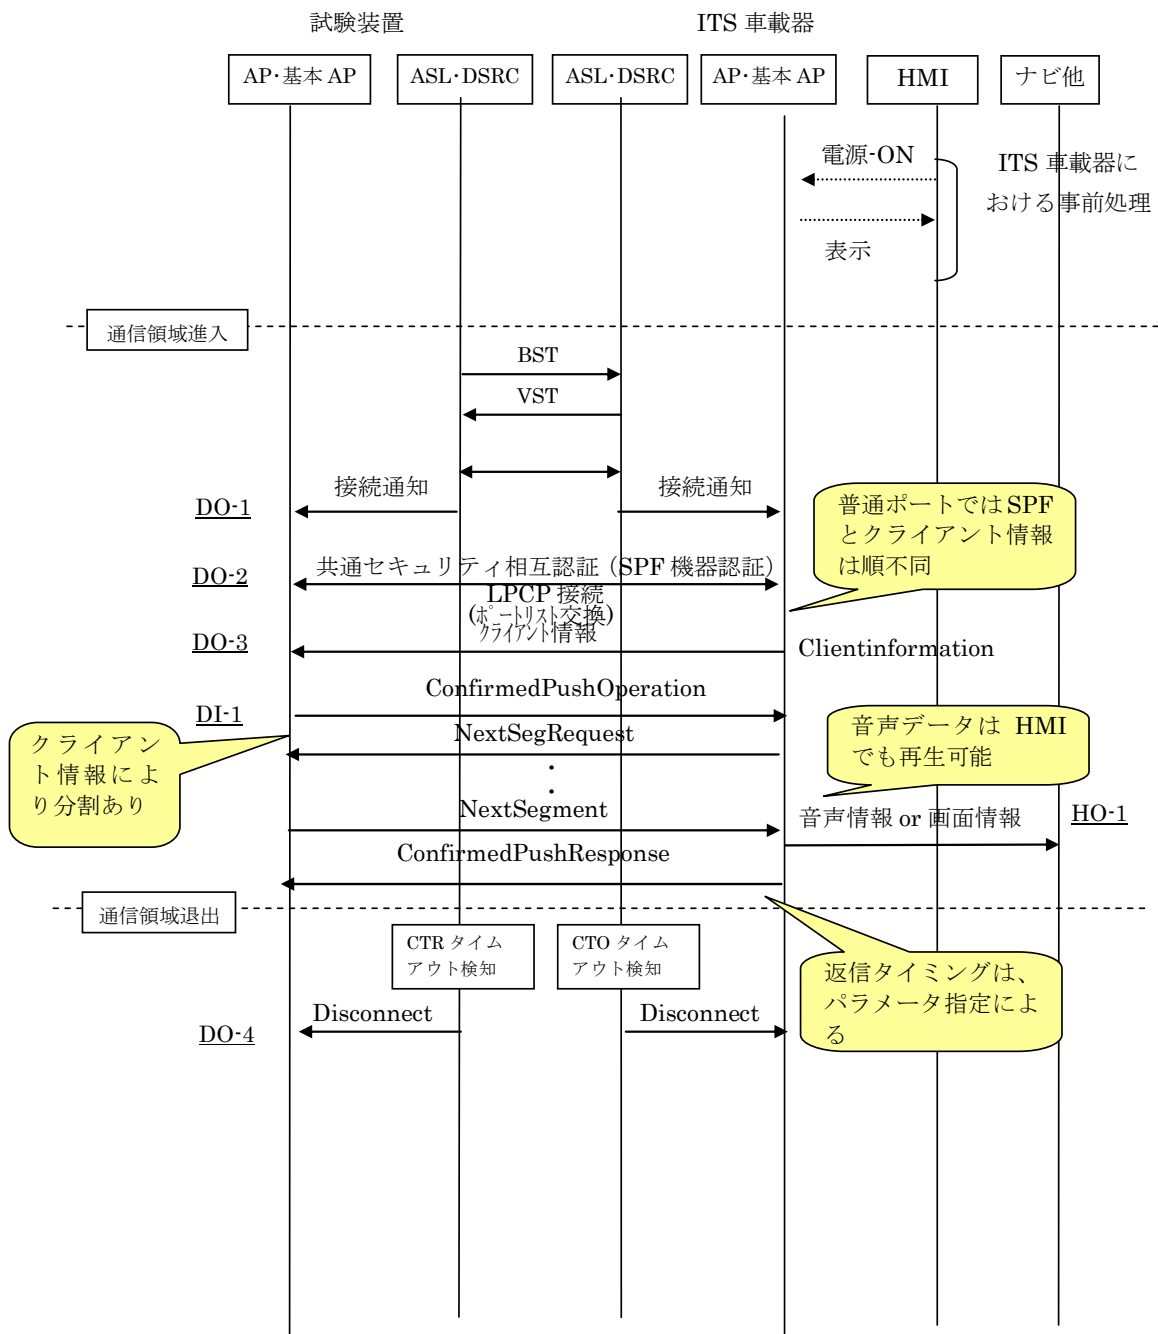 試験装置
ITS 車載器
AP・基本 AP
ASL・DSRC
ASL・DSRC
AP・基本 AP
HMI
ナビ他
電源-ON
ITS 車載器に
おける事前処理
表示
通信領域進入
BST
VST
接続通知
接続通知
DO-1
普通ポートでは SPF
とクライアント情報
は順不同
共通セキュリティ相互認証（SPF 機器認証）
DO-2
LPCP 接続
(ﾎﾟｰﾄﾘｽﾄ交換)
ｸﾗｲｱﾝﾄ情報
DO-3
Clientinformation
ConfirmedPushOperation
DI-1
クライアン
ト情報によ
り分割あり
NextSegRequest
音声データは HMI
でも再生可能
・
・
NextSegment
音声情報 or 画面情報
HO-1
ConfirmedPushResponse
通信領域退出
CTR タイム
アウト検知
CTO タイム
アウト検知
返信タイミングは、
パラメータ指定によ
る
Disconnect
Disconnect
DO-4